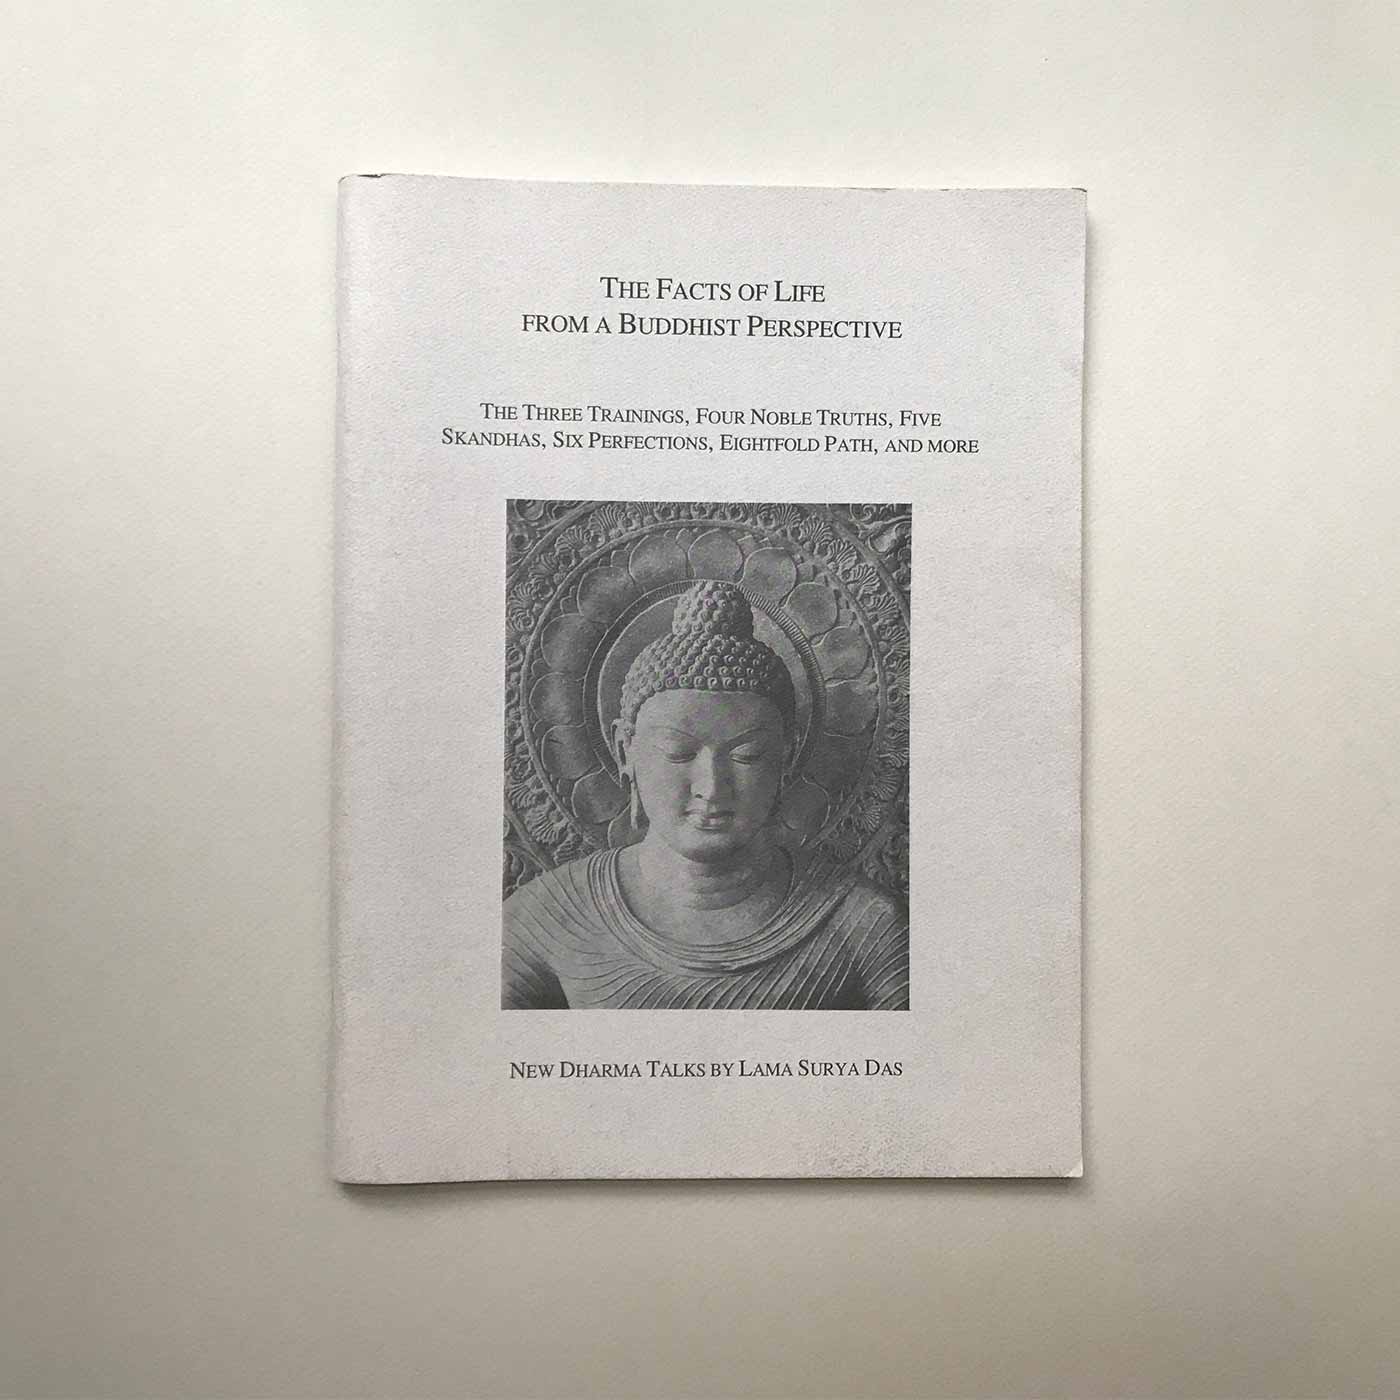 THE FACTS OF LIFE
FROM A BUDDHIST PERSPECTIVE
THE THREE TRAININGS, FOUR NOBLE TRUTHS, FIVE
SKANDHAS, SIX PERFECTIONS, EIGHTFOLD PATH, AND MORE
NEW DHARMA TALKS BY LAMA SURYA DAS